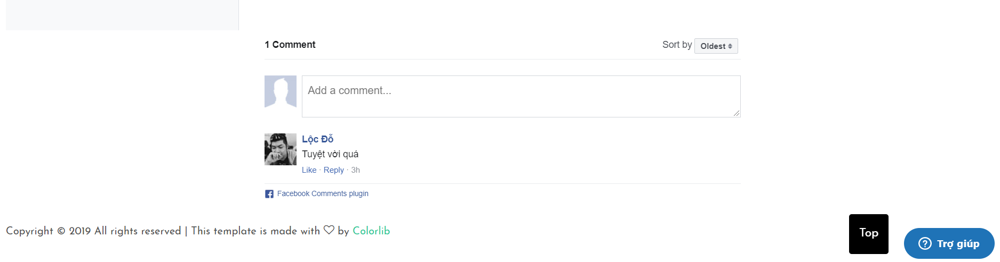 1 Comment
Sort by Oldest
Add a comment...
Lộc Đỗ
Tuyệt vời quá
Like · Reply · 3h
Facebook Comments plugin
Copyright © 2019 All rights reserved | This template is made with ♡ by Colorlib
Top
Trợ giúp